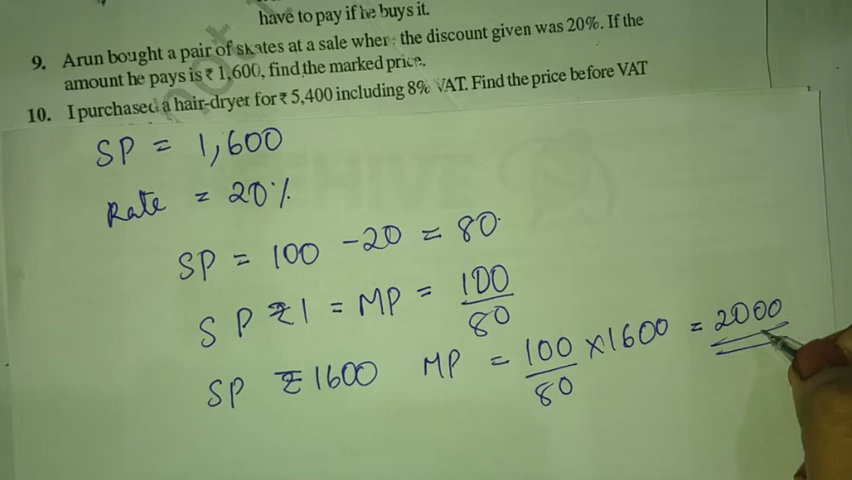 have to pay if he buys it.
9. Arun bought a pair of skates at a sale where the discount given was 20%. If the
amount he pays is ₹ 1,600, find the marked price.
10. I purchased a hair-dryer for ₹ 5,400 including 8% VAT. Find the price before VAT
SP = 1,600
Rate = 20%
SP = 100 - 20 = 80
SP ₹1 = MP = 100/80
SP ₹1600 MP = 100/80 × 1600 = 2000